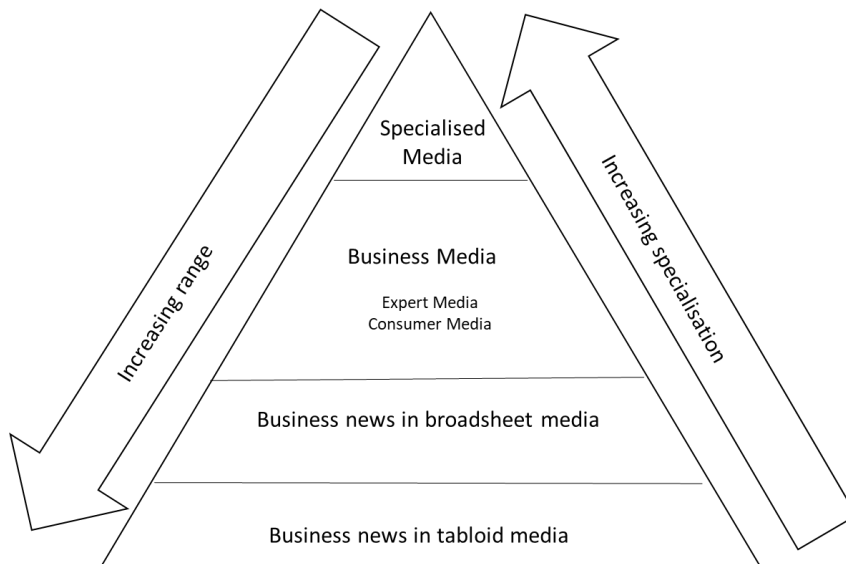 Specialised
Media
Increasing range
Increasing specialisation
Business Media
Expert Media
Consumer Media
Business news in broadsheet media
Business news in tabloid media